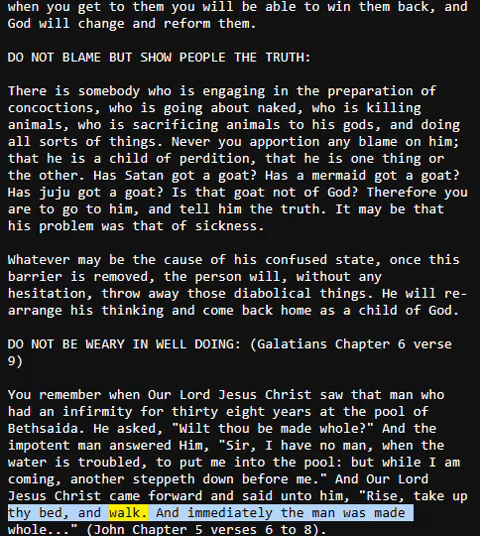 when you get to them you will be able to win them back, and
God will change and reform them.
DO NOT BLAME BUT SHOW PEOPLE THE TRUTH:
There is somebody who is engaging in the preparation of
concoctions, who is going about naked, who is killing
animals, who is sacrificing animals to his gods, and doing
all sorts of things. Never you apportion any blame on him;
that he is a child of perdition, that he is one thing or
the other. Has Satan got a goat? Has a mermaid got a goat?
Has juju got a goat? Is that goat not of God? Therefore you
are to go to him, and tell him the truth. It may be that
his problem was that of sickness.
Whatever may be the cause of his confused state, once this
barrier is removed, the person will, without any
hesitation, throw away those diabolical things. He will re-
arrange his thinking and come back home as a child of God.
DO NOT BE WEARY IN WELL DOING: (Galatians Chapter 6 verse
9)
You remember when Our Lord Jesus Christ saw that man who
had an infirmity for thirty eight years at the pool of
Bethsaida. He asked, "Wilt thou be made whole?" And the
impotent man answered Him, "Sir, I have no man, when the
water is troubled, to put me into the pool: but while I am
coming, another steppeth down before me." And Our Lord
Jesus Christ came forward and said unto him, "Rise, take up
thy bed, and walk. And immediately the man was made
whole..." (John Chapter 5 verses 6 to 8).